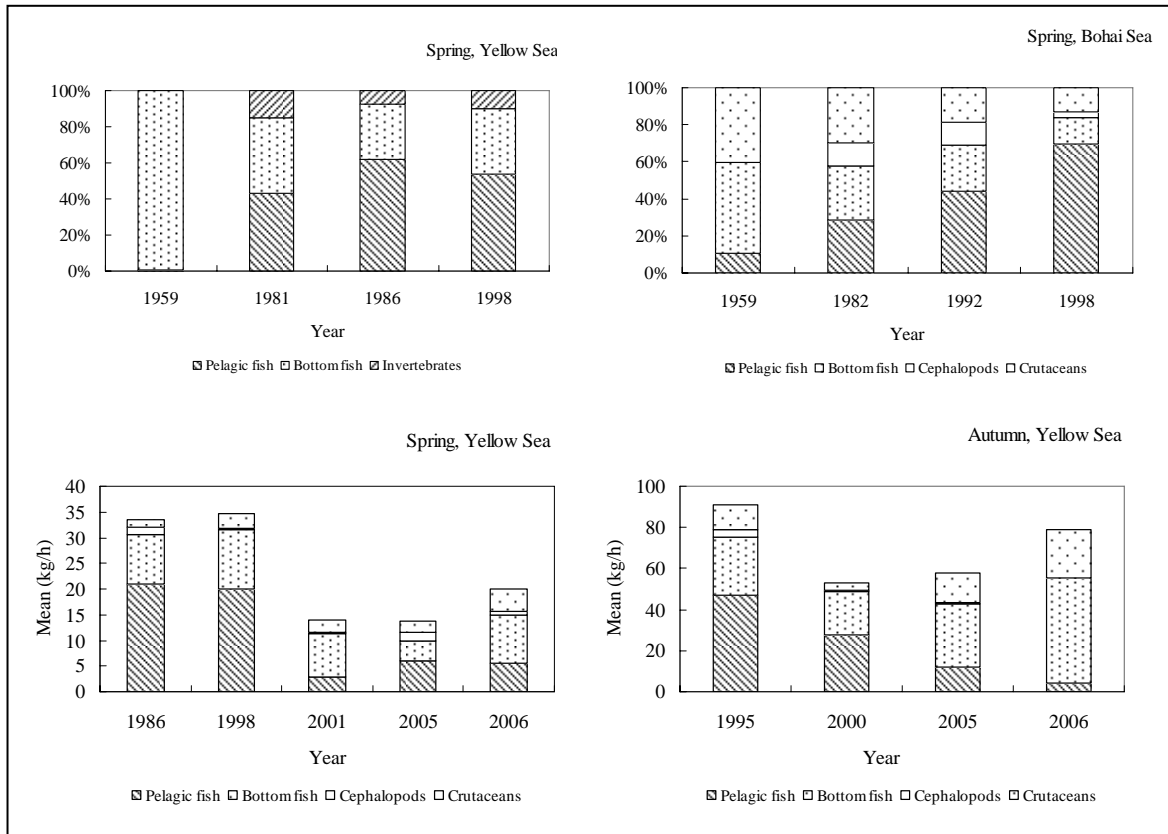 Spring, Yellow Sea
100%
80%
60%
40%
20%
0%
1959 1981 1986 1998
Year
Pelagic fish Bottom fish Invertebrates
Spring, Bohai Sea
100%
80%
60%
40%
20%
0%
1959 1982 1992 1998
Year
Pelagic fish Bottom fish Cephalopods Crutaceans
Spring, Yellow Sea
Mean (kg/h)
40
35
30
25
20
15
10
5
0
1986 1998 2001 2005 2006
Year
Pelagic fish Bottom fish Cephalopods Crutaceans
Autumn, Yellow Sea
Mean (kg/h)
100
80
60
40
20
0
1995 2000 2005 2006
Year
Pelagic fish Bottom fish Cephalopods Crutaceans